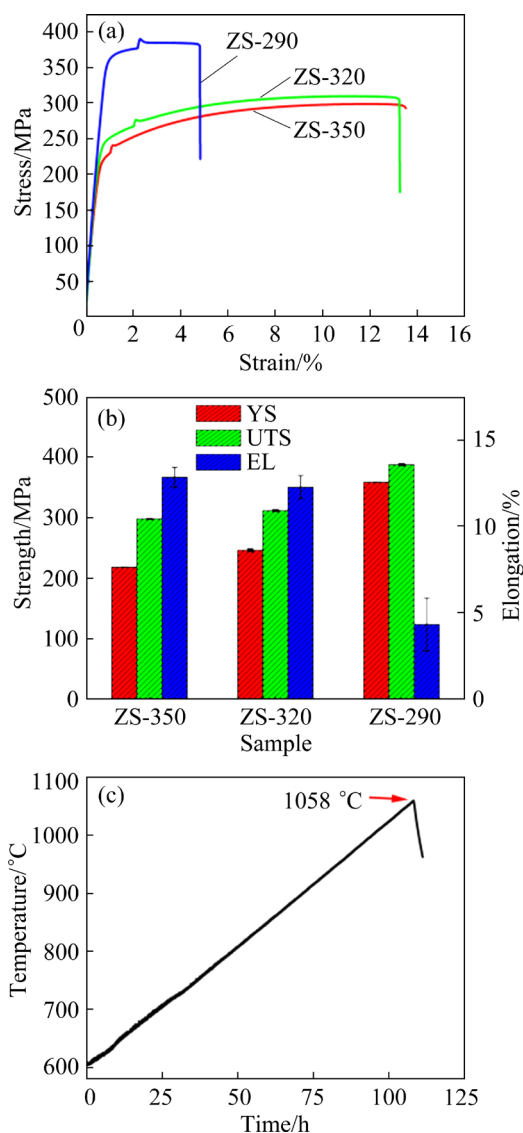 (a)
400
350
300
250
200
150
100
50
0
Stress/MPa
ZS-290
ZS-320
ZS-350
0 2 4 6 8 10 12 14 16
Strain/%
(b)
YS
UTS
EL
500
400
300
200
100
0
Strength/MPa
15
10
5
0
Elongation/%
ZS-350 ZS-320 ZS-290
Sample
(c)
1058 °C
1100
1000
900
800
700
600
Temperature/°C
0 25 50 75 100 125
Time/h